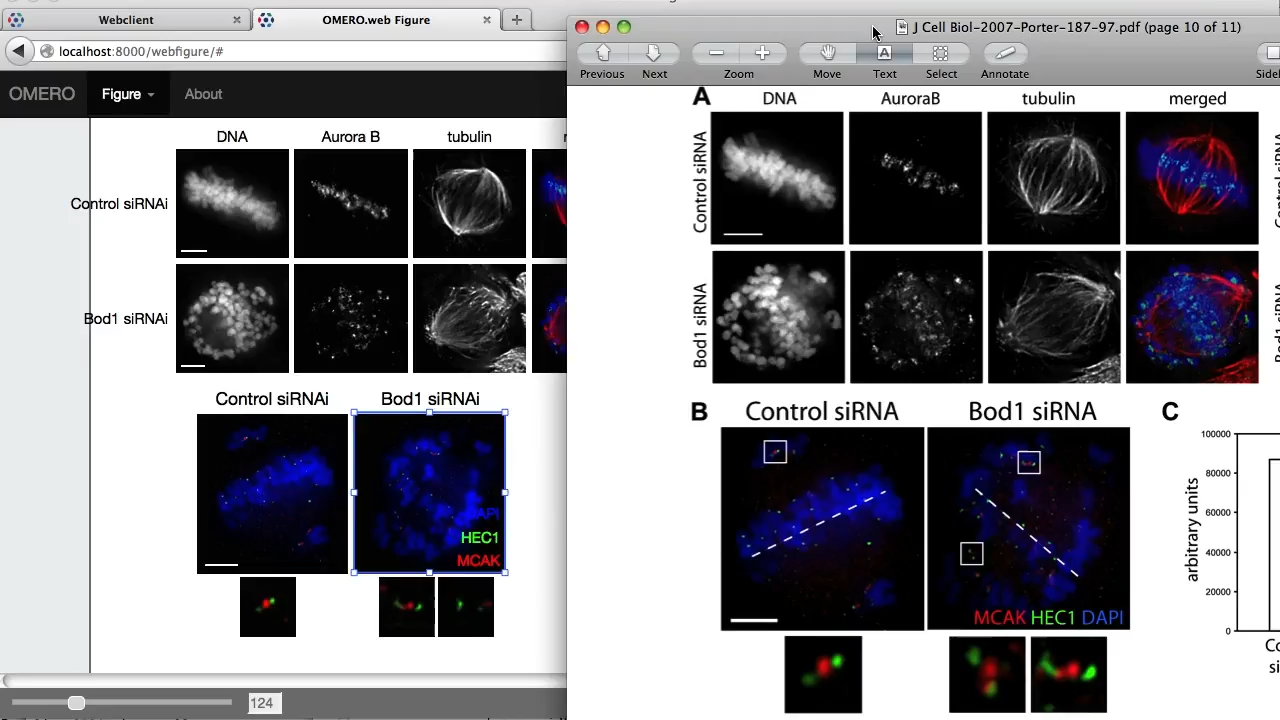 Webclient
OMERO.web Figure
localhost:8000/webfigure/#
OMERO Figure About
DNA Aurora B tubulin
Control siRNAi
Bod1 siRNAi
Control siRNAi Bod1 siRNAi
DAPI
HEC1
MCAK
124
J Cell Biol-2007-Porter-187-97.pdf (page 10 of 11)
Previous Next Zoom Move Text Select Annotate
A DNA AuroraB tubulin merged
Control siRNA
Bod1 siRNA
B Control siRNA Bod1 siRNA
MCAK HEC1 DAPI
C
arbitrary units
100000
80000
60000
40000
20000
0